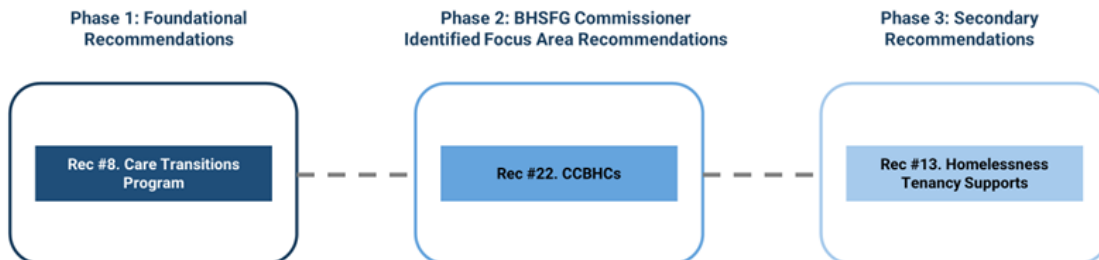 Phase 1: Foundational
Recommendations
Phase 2: BHSFG Commissioner
Identified Focus Area Recommendations
Phase 3: Secondary
Recommendations
Rec #8. Care Transitions
Program
Rec #22. CCBHCs
Rec #13. Homelessness
Tenancy Supports